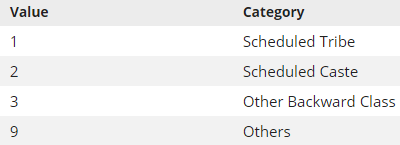 Value Category
1 Scheduled Tribe
2 Scheduled Caste
3 Other Backward Class
9 Others